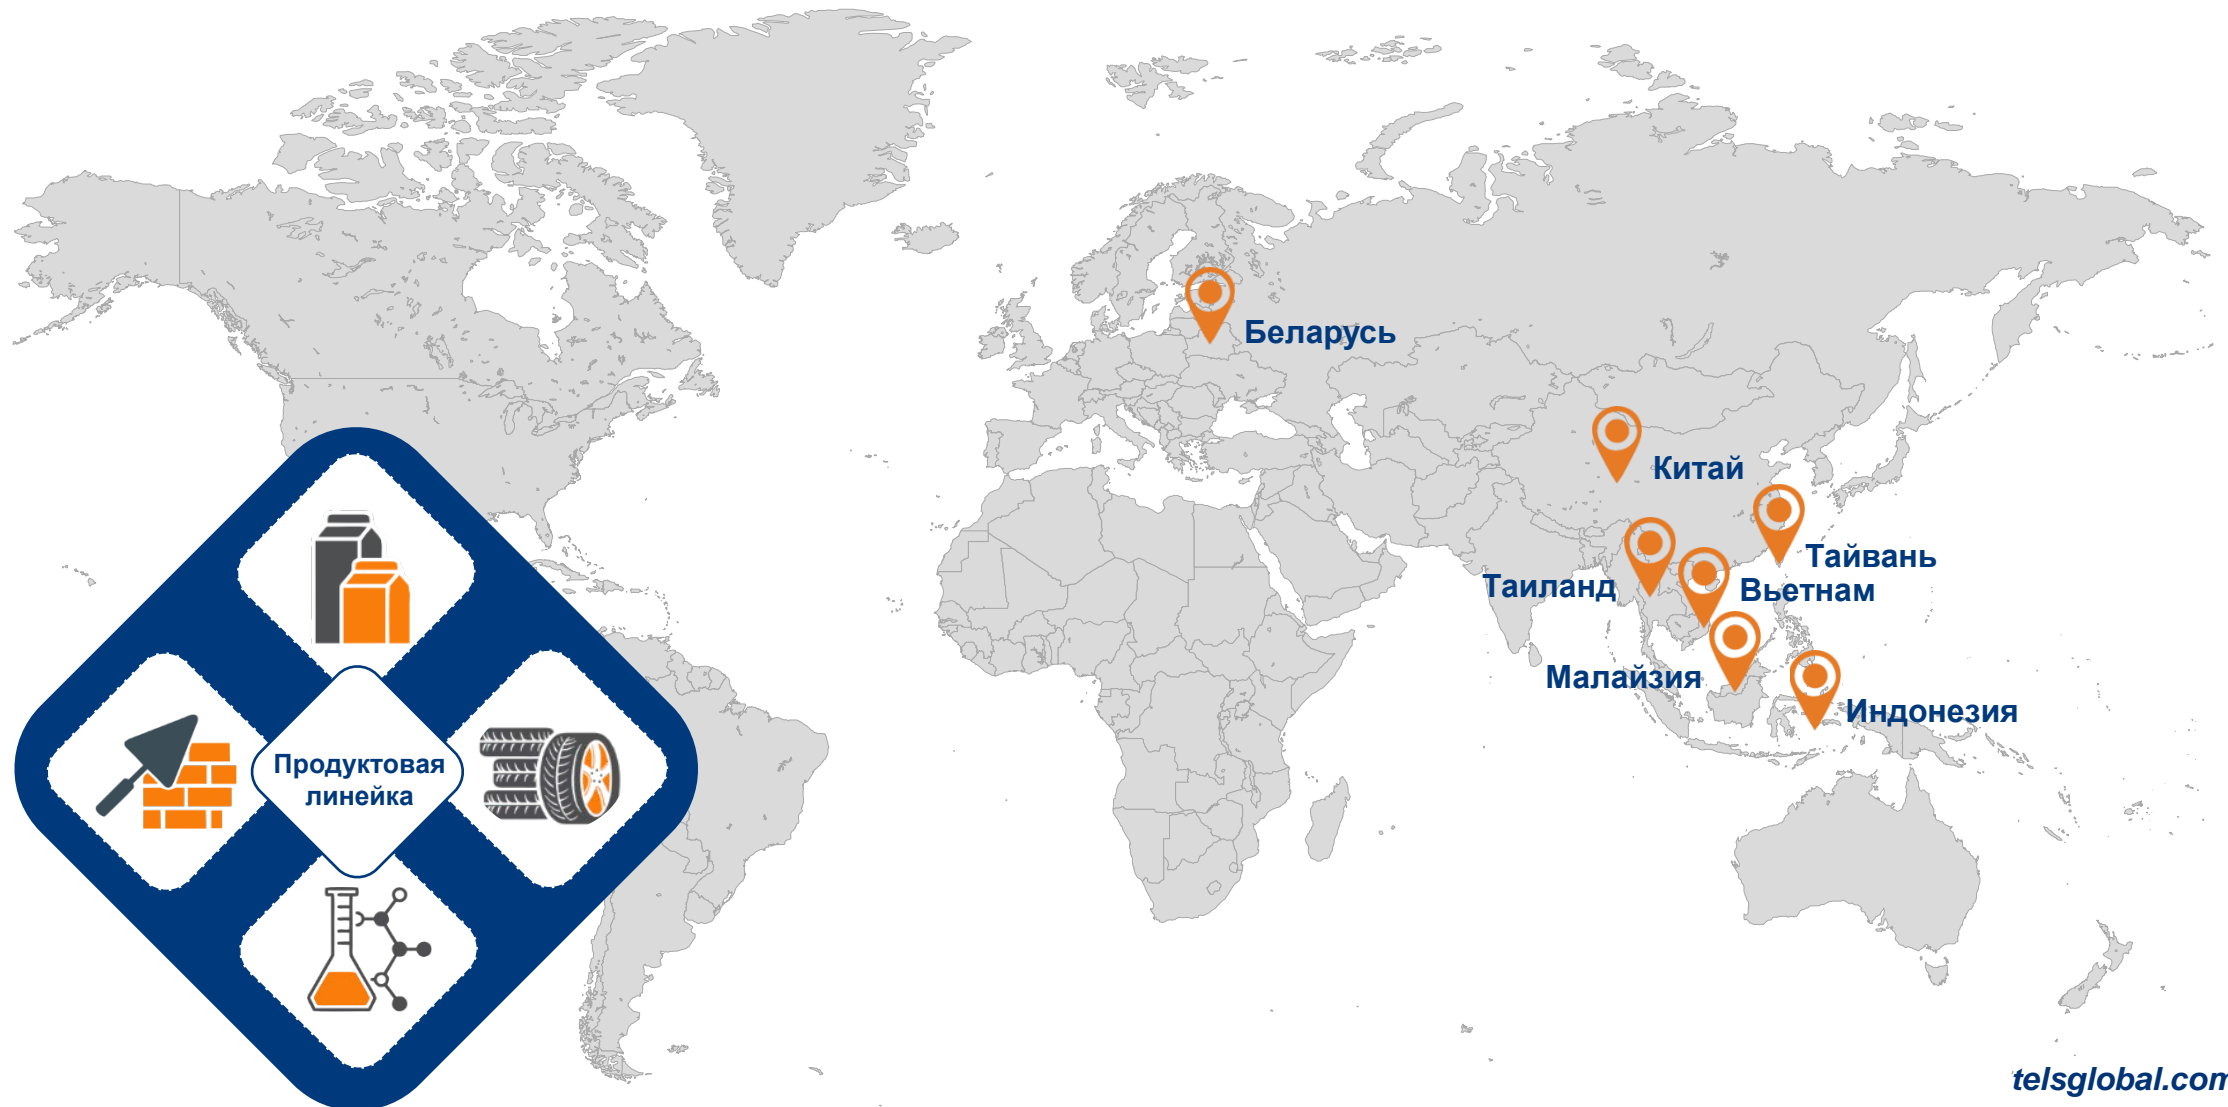 Беларусь
Китай
Тайвань
Таиланд
Вьетнам
Малайзия
Индонезия
Продуктовая
линейка
telsglobal.com